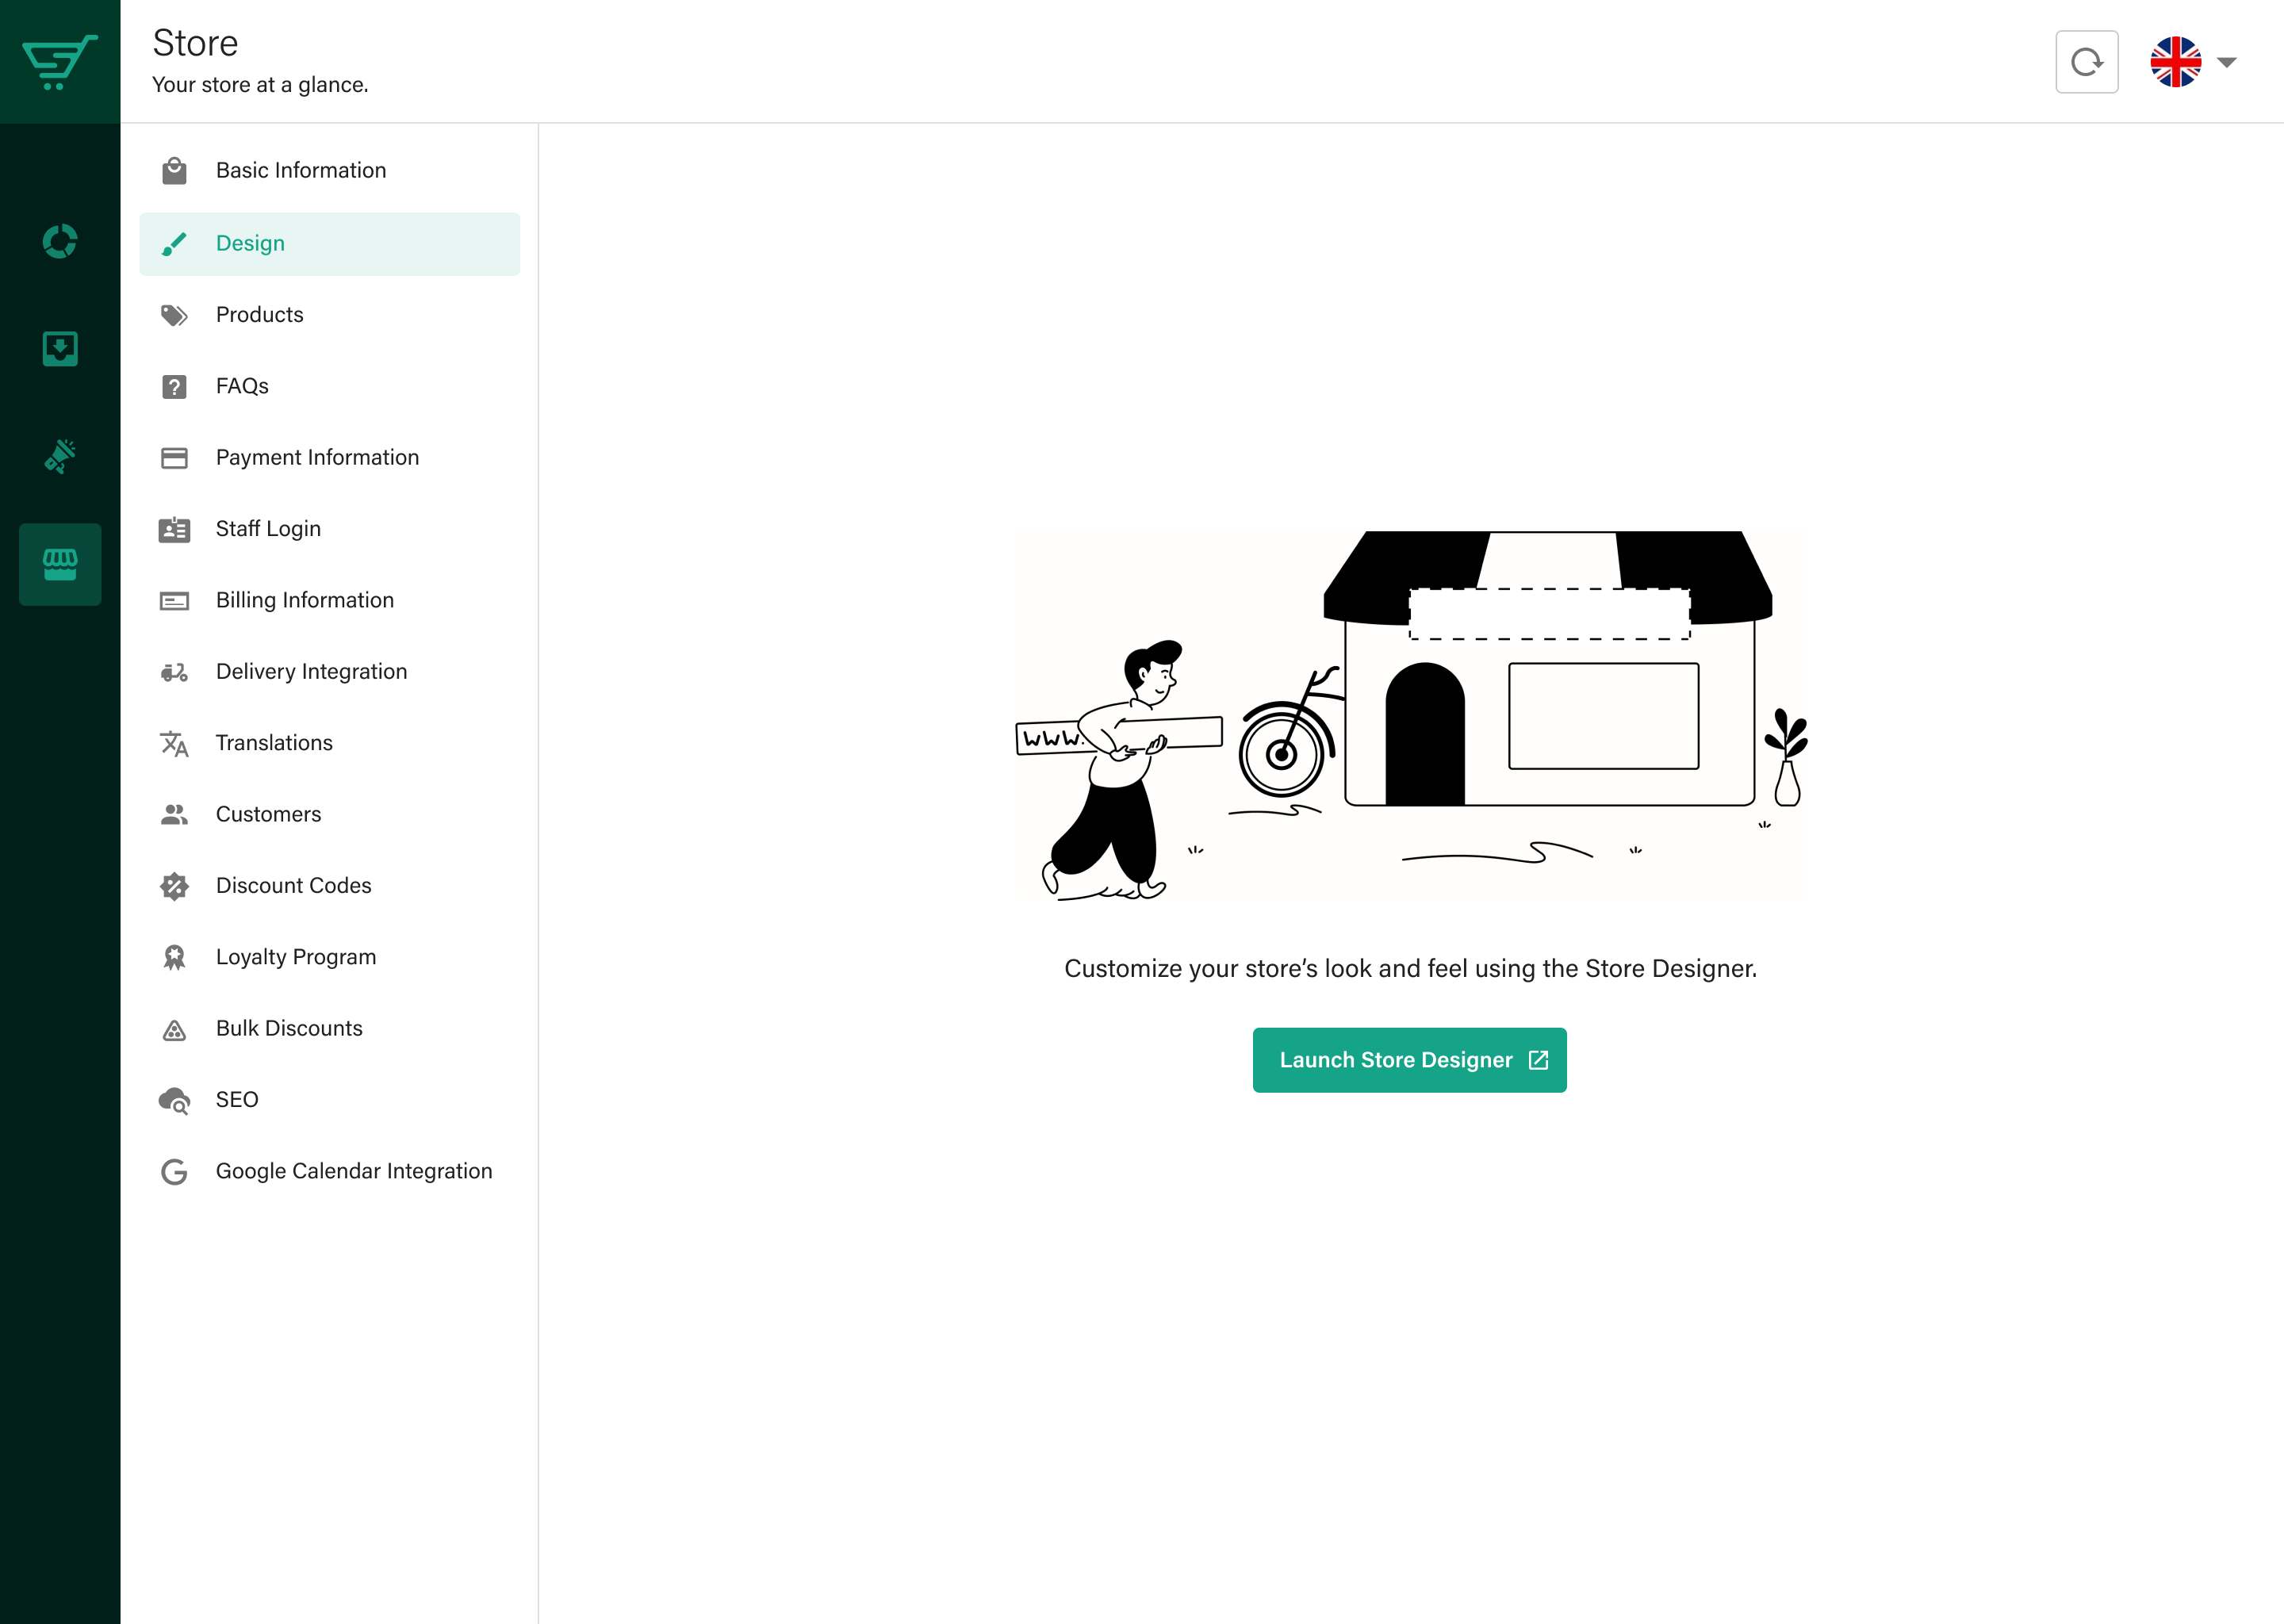 Store
Your store at a glance.
Basic Information
Design
Products
FAQs
Payment Information
Staff Login
Billing Information
Delivery Integration
Translations
Customers
Discount Codes
Loyalty Program
Bulk Discounts
SEO
Google Calendar Integration
www.
Customize your store’s look and feel using the Store Designer.
Launch Store Designer